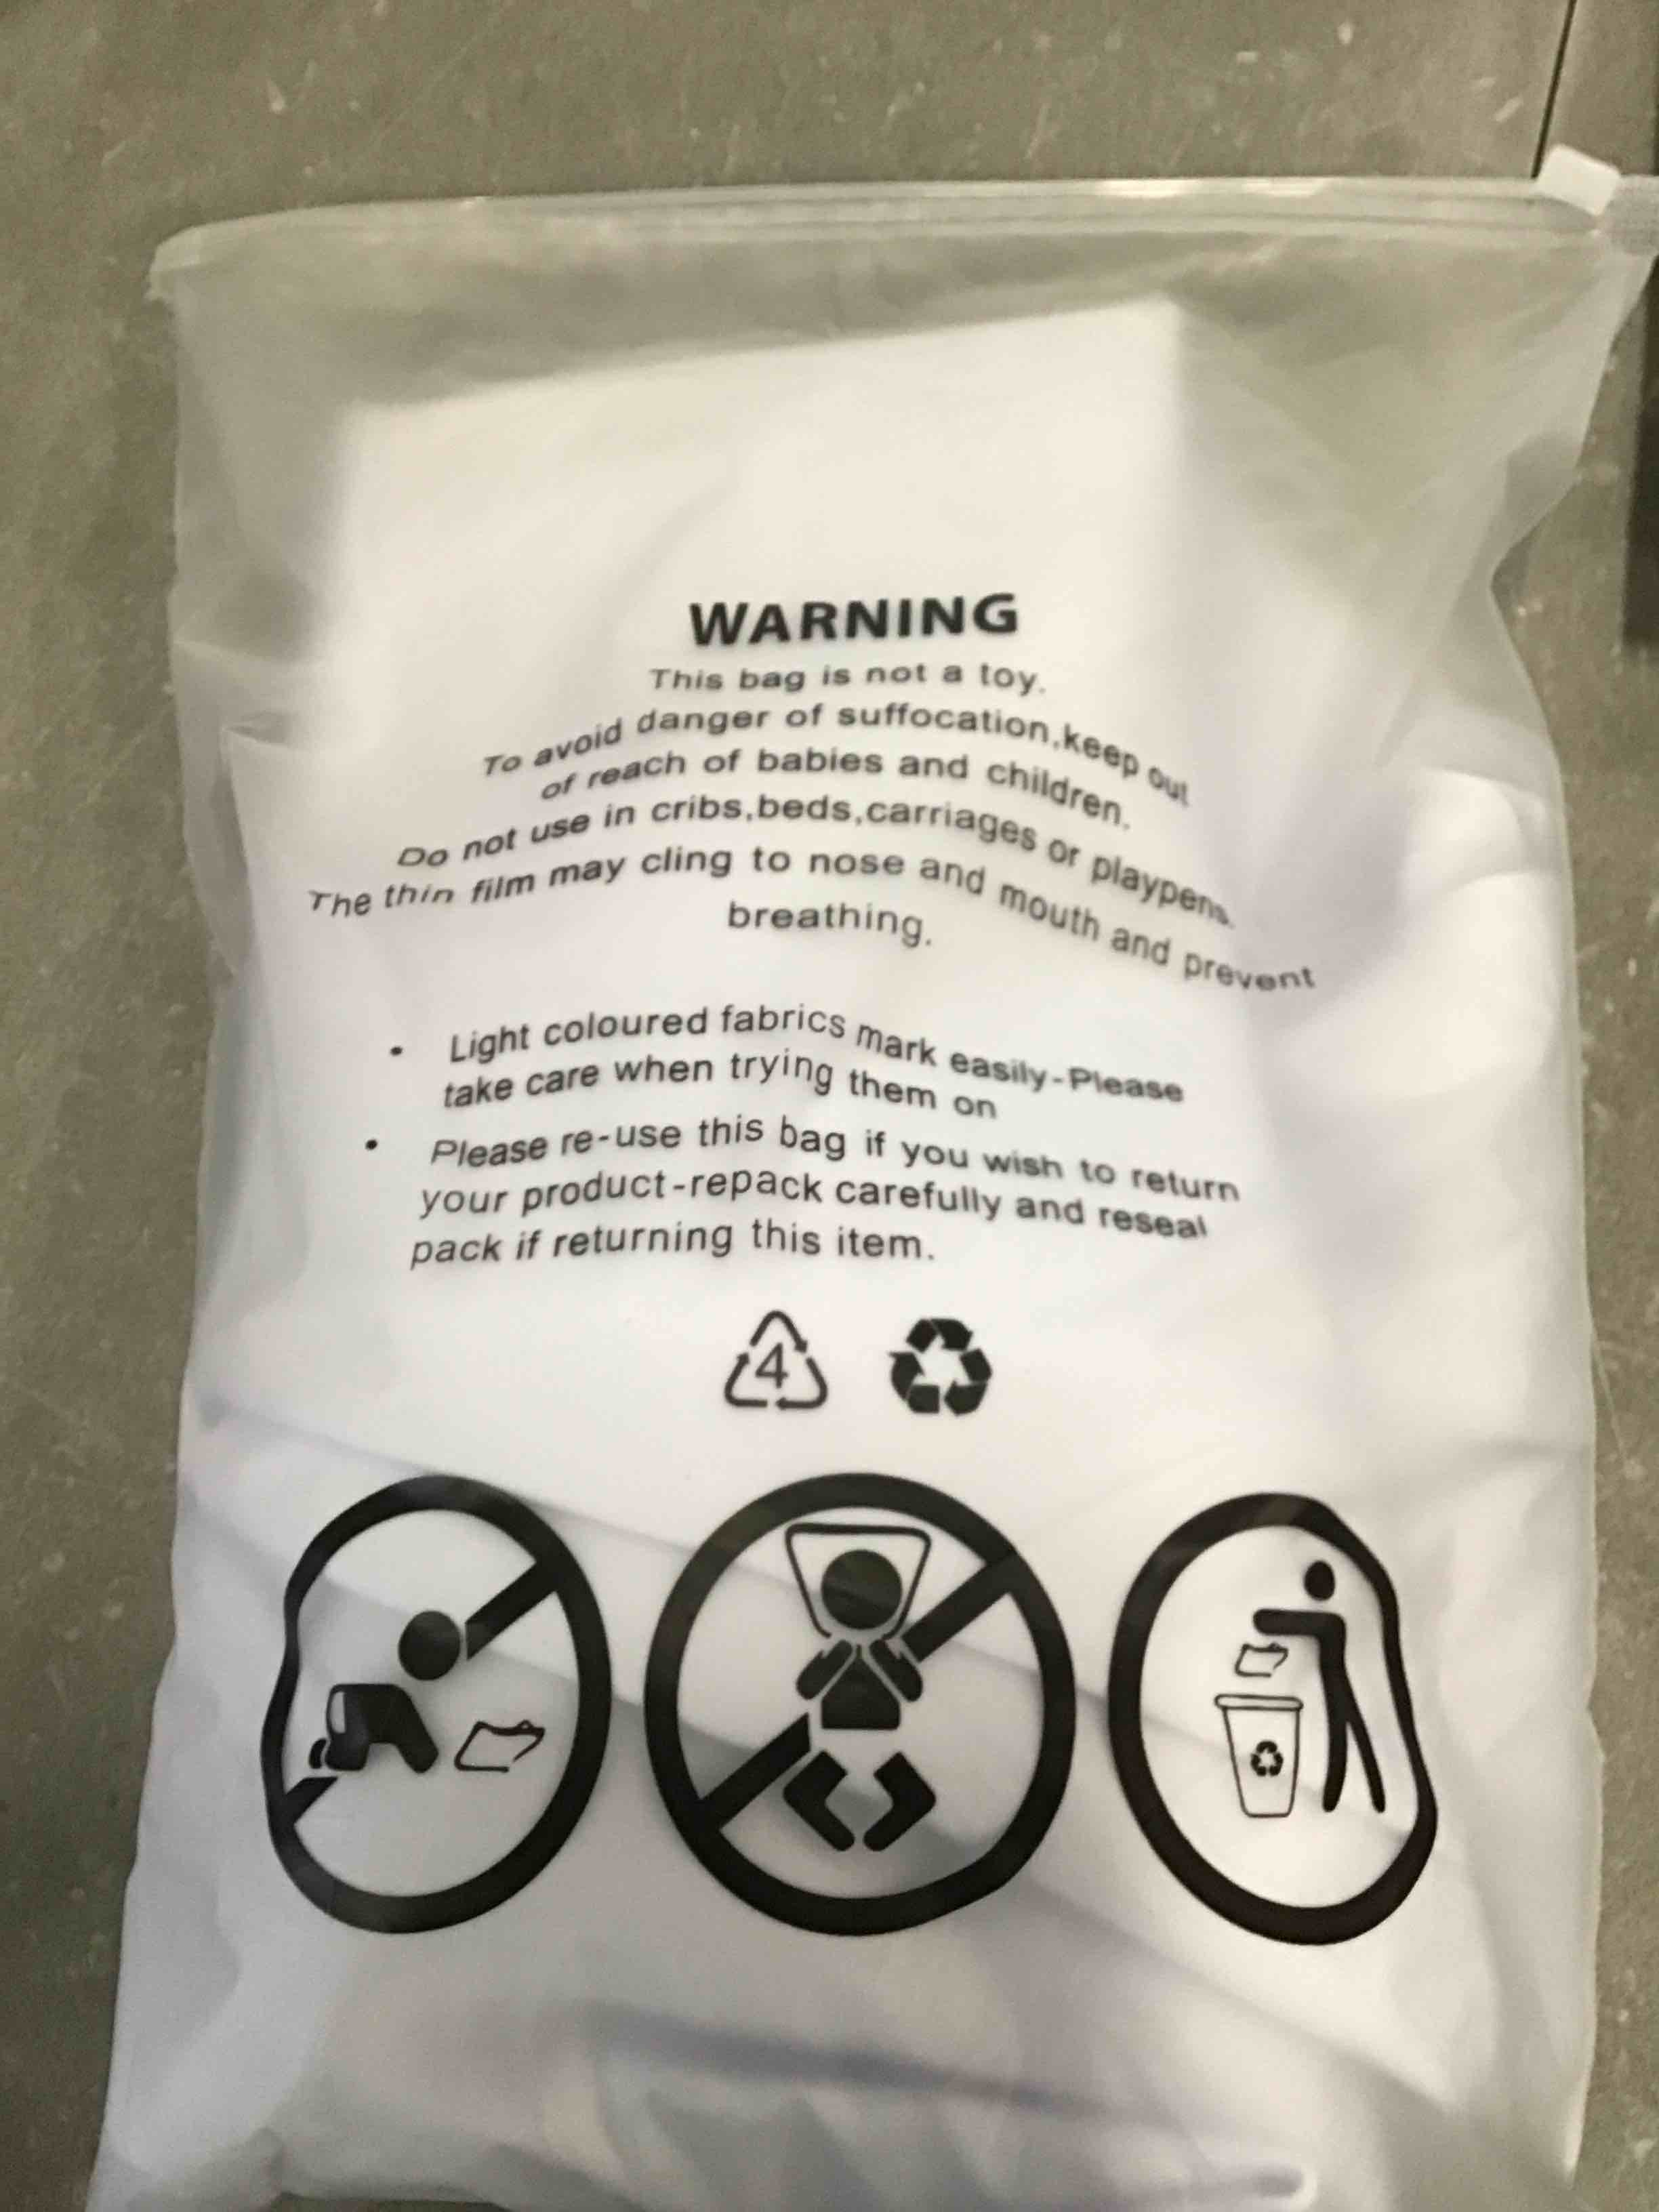 WARNING
This bag is not a toy.
To avoid danger of suffocation,keep out
of reach of babies and children.
Do not use in cribs,beds,carriages or playpens.
The thin film may cling to nose and mouth and prevent
breathing.
• Light coloured fabrics mark easily-Please
take care when trying them on
• Please re-use this bag if you wish to return
your product-repack carefully and reseal
pack if returning this item.
4